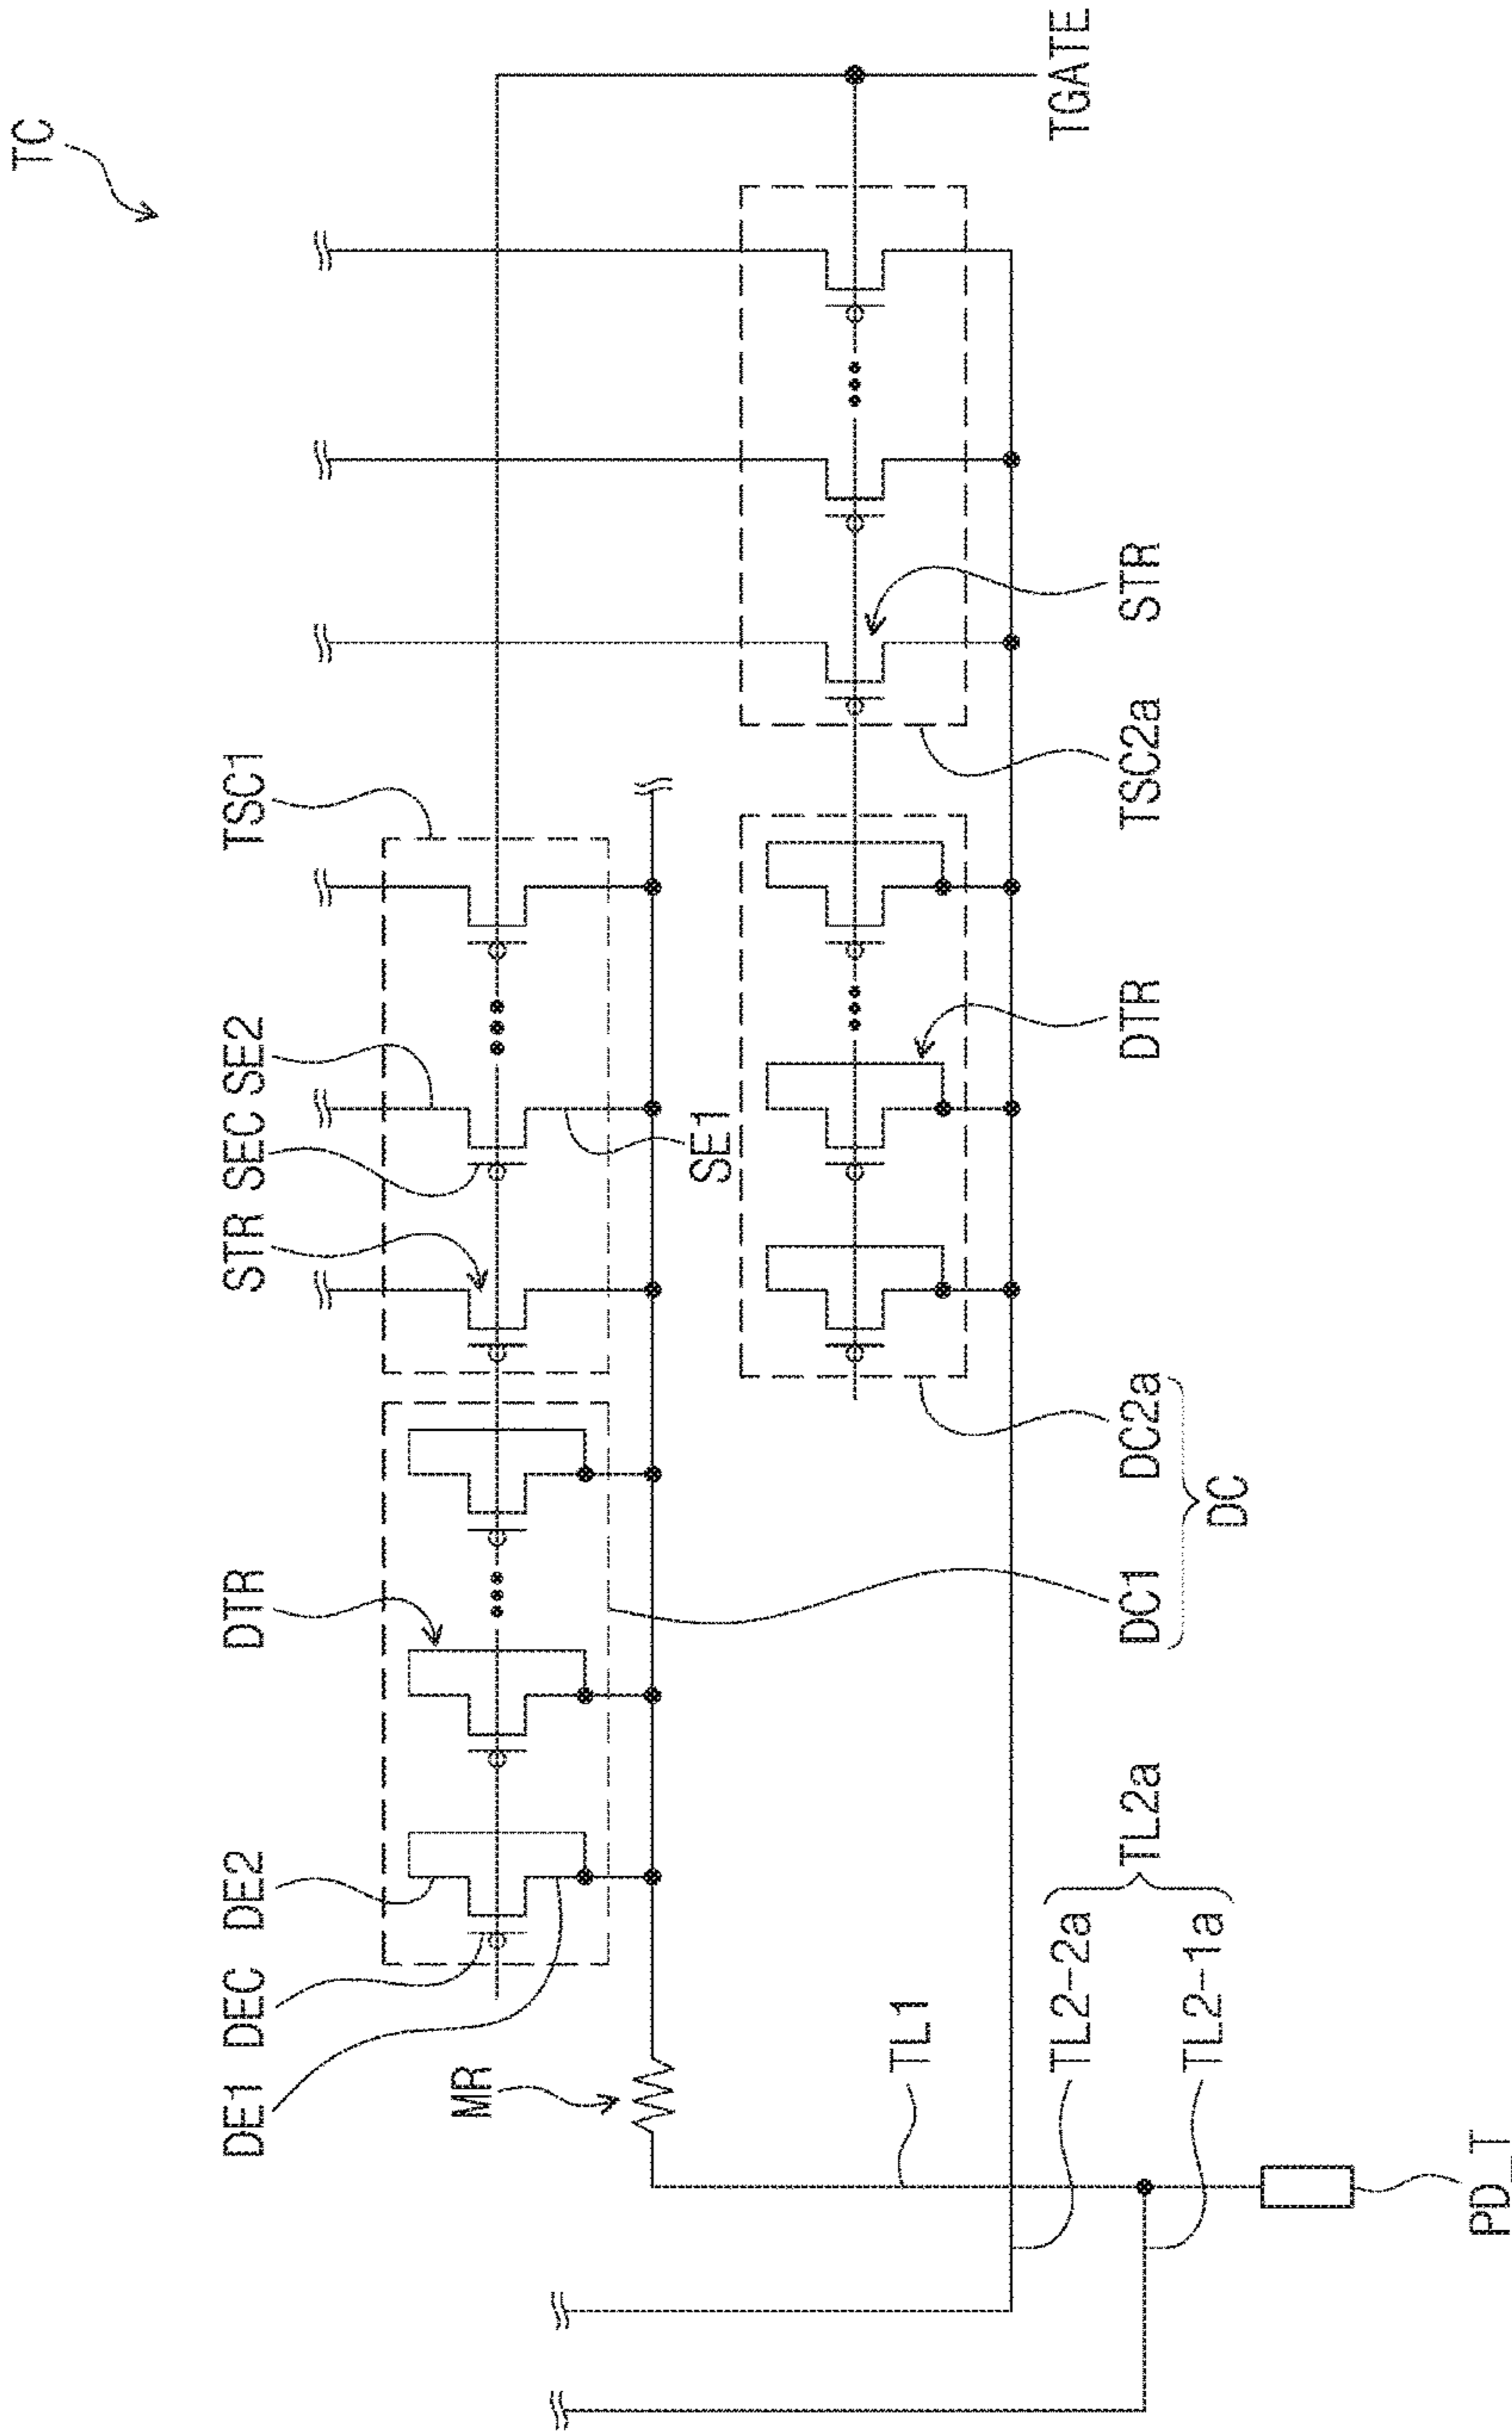 TC
TSC1
STR SEC SE2
DTR
DE1 DEC DE2
MR
SE1
TL1
TL2-2a
TL2-1a
TL2a
DC1 DC2a
DC
DTR
TSC2a
STR
TGATE
PD_T